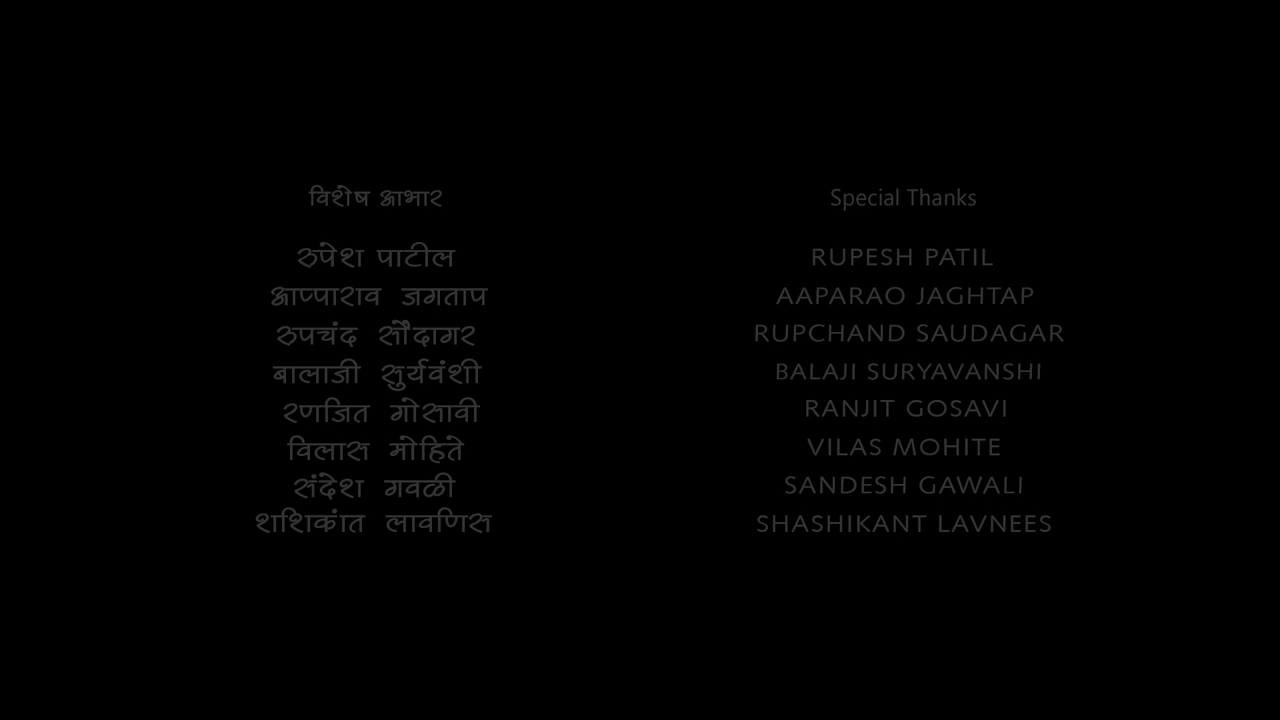 विशेष आभार
रुपेश पाटील
आप्पाराव जगताप
रुपचंद सौदागर
बालाजी सुर्यवंशी
रणजित गोसावी
विलास मोहिते
संदेश गवळी
शशिकांत लावणिस
Special Thanks
RUPESH PATIL
AAPARAO JAGHTAP
RUPCHAND SAUDAGAR
BALAJI SURYAVANSHI
RANJIT GOSAVI
VILAS MOHITE
SANDESH GAWALI
SHASHIKANT LAVNEES